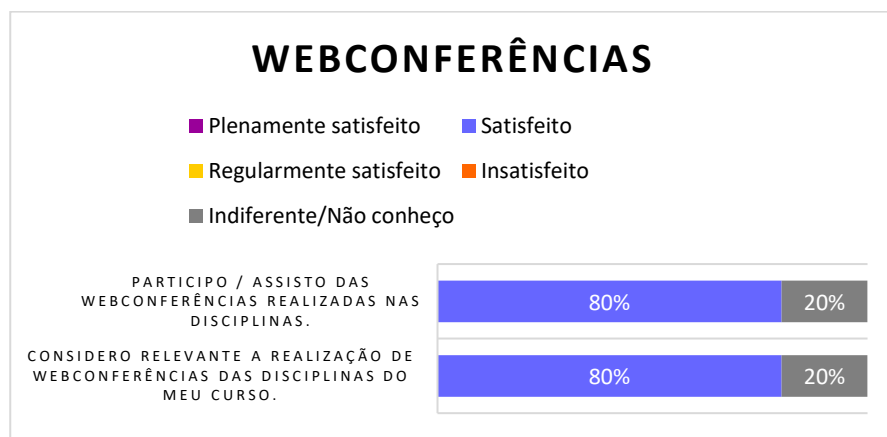 WEBCONFERÊNCIAS
Plenamente satisfeito
Satisfeito
Regularmente satisfeito
Insatisfeito
Indiferente/Não conheço
PARTICIPO / ASSISTO DAS
WEBCONFERÊNCIAS REALIZADAS NAS
DISCIPLINAS.
80%
20%
CONSIDERO RELEVANTE A REALIZAÇÃO DE
WEBCONFERÊNCIAS DAS DISCIPLINAS DO
MEU CURSO.
80%
20%